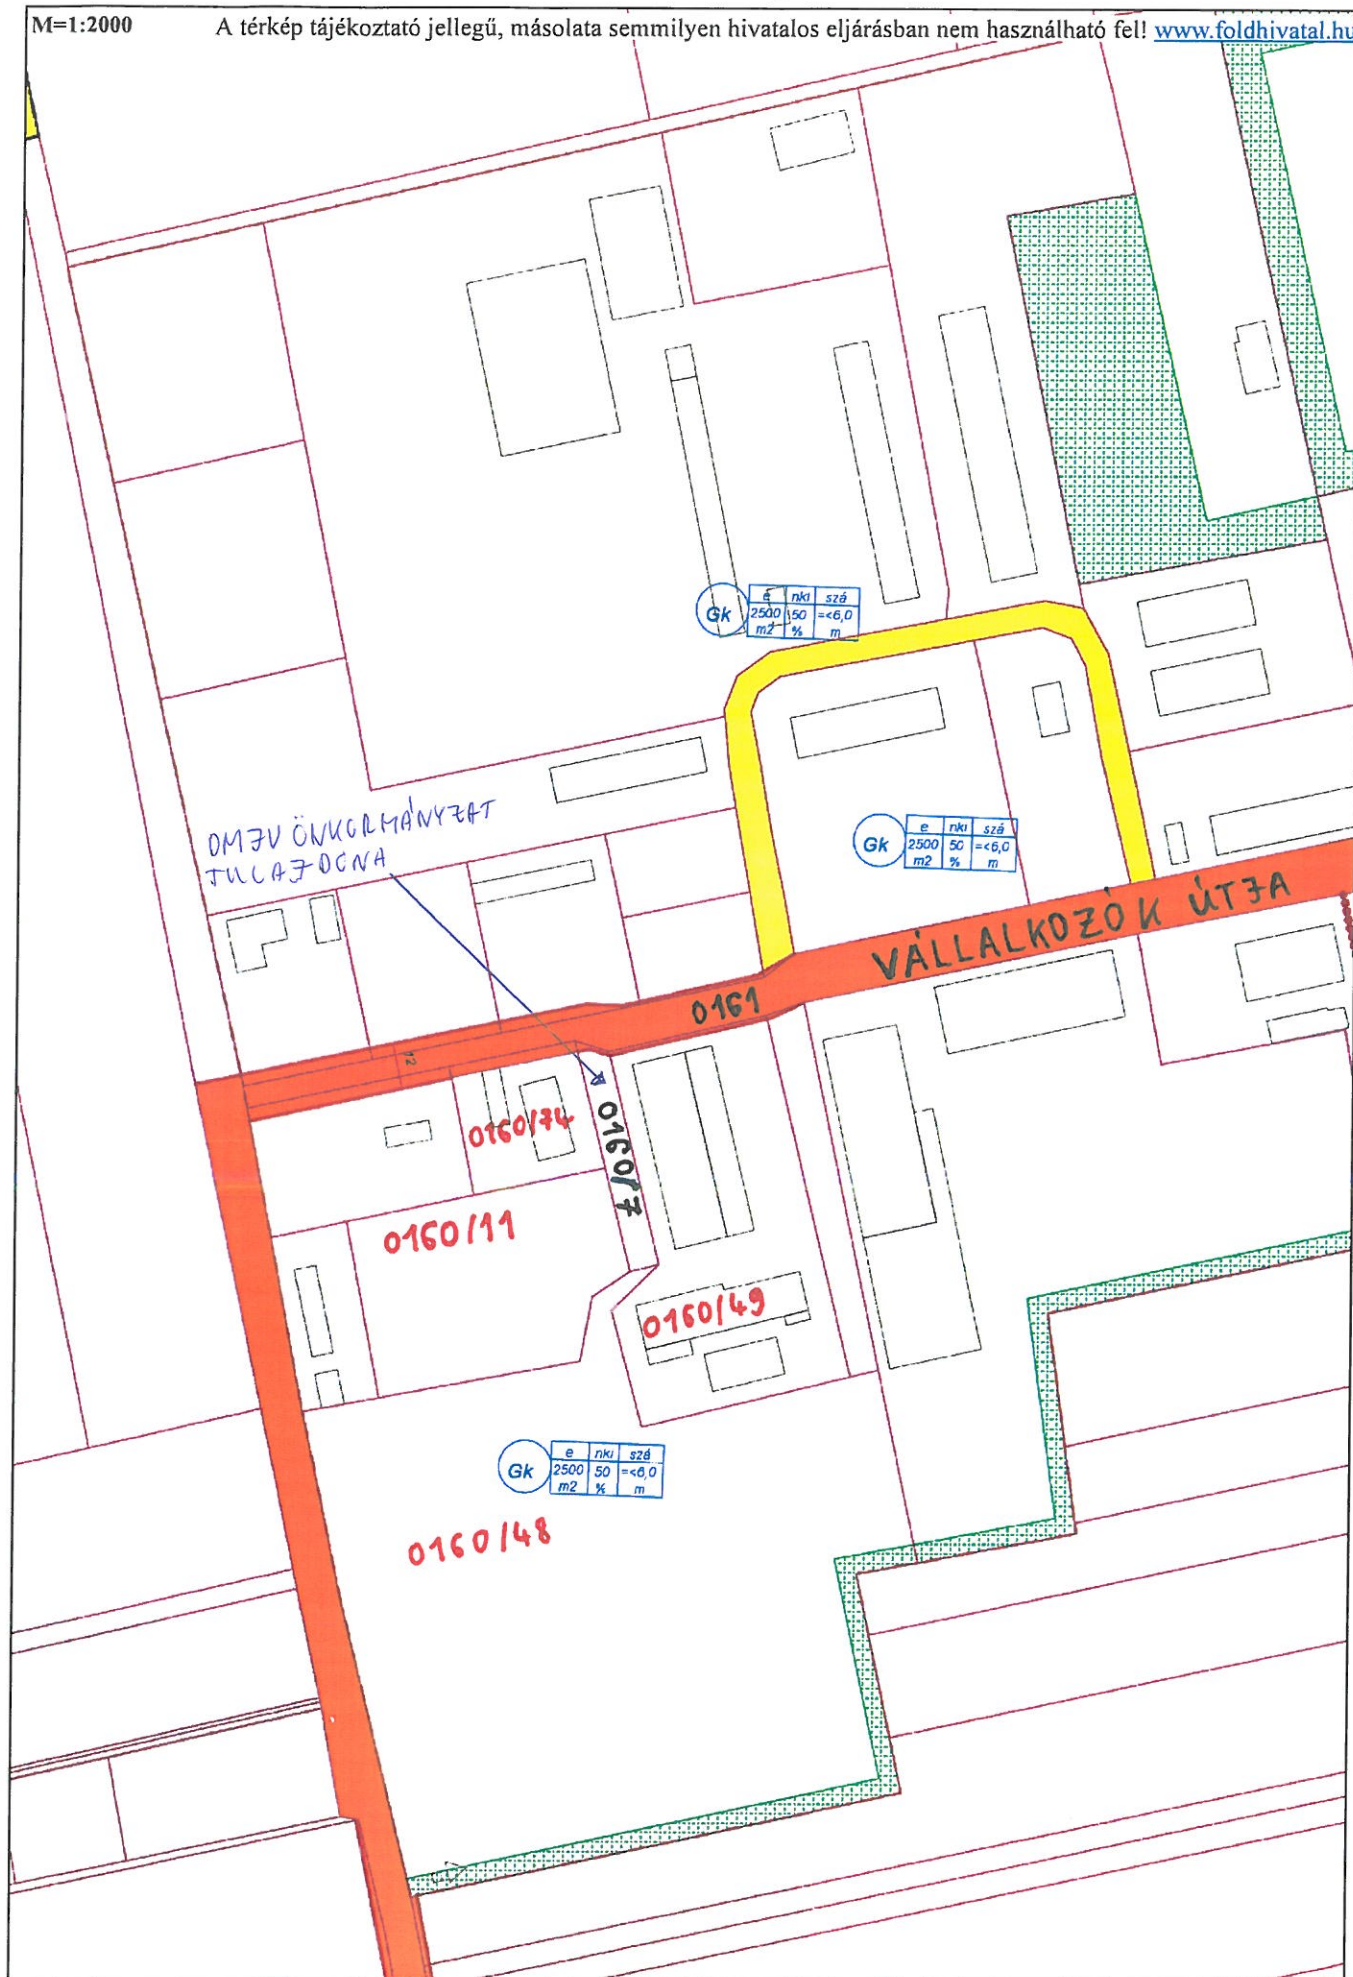 M=1:2000 A térkép tájékoztató jellegű, másolata semmilyen hivatalos eljárásban nem használható fel! www.foldhivatal.hu
Gk
e nki szá
2500 50 =<6,0
m2 % m
DMJV ÖNKORMÁNYZAT
TULAJDONA
Gk
e nki szá
2500 50 =<6,0
m2 % m
VÁLLALKOZÓK ÚTJA
0161
12
0160/74
0160/7
0160/11
0160/49
Gk
e nki szá
2500 50 =<6,0
m2 % m
0160/48